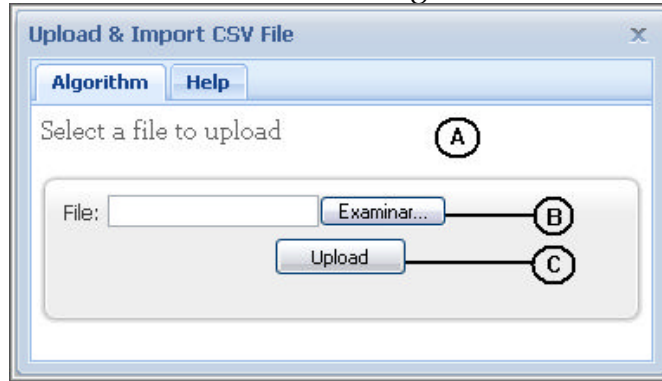 Upload & Import CSV File x
Algorithm Help
Select a file to upload A
File: Examinar... B
Upload C